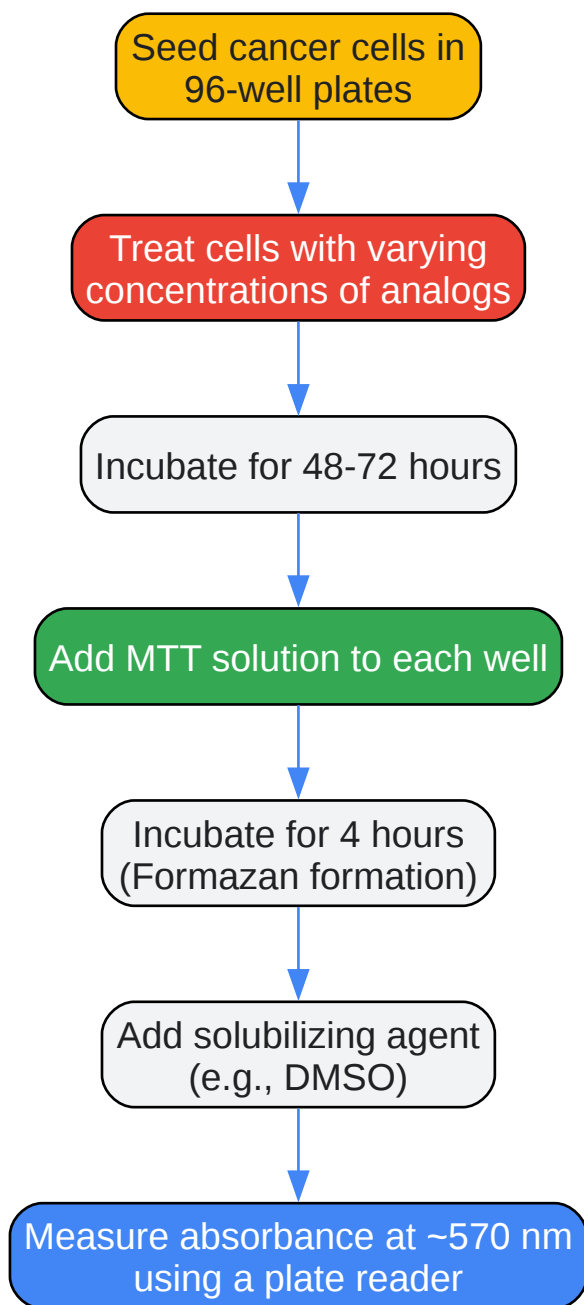 Seed cancer cells in
96-well plates
Treat cells with varying
concentrations of analogs
Incubate for 48-72 hours
Add MTT solution to each well
Incubate for 4 hours
(Formazan formation)
Add solubilizing agent
(e.g., DMSO)
Measure absorbance at ~570 nm
using a plate reader